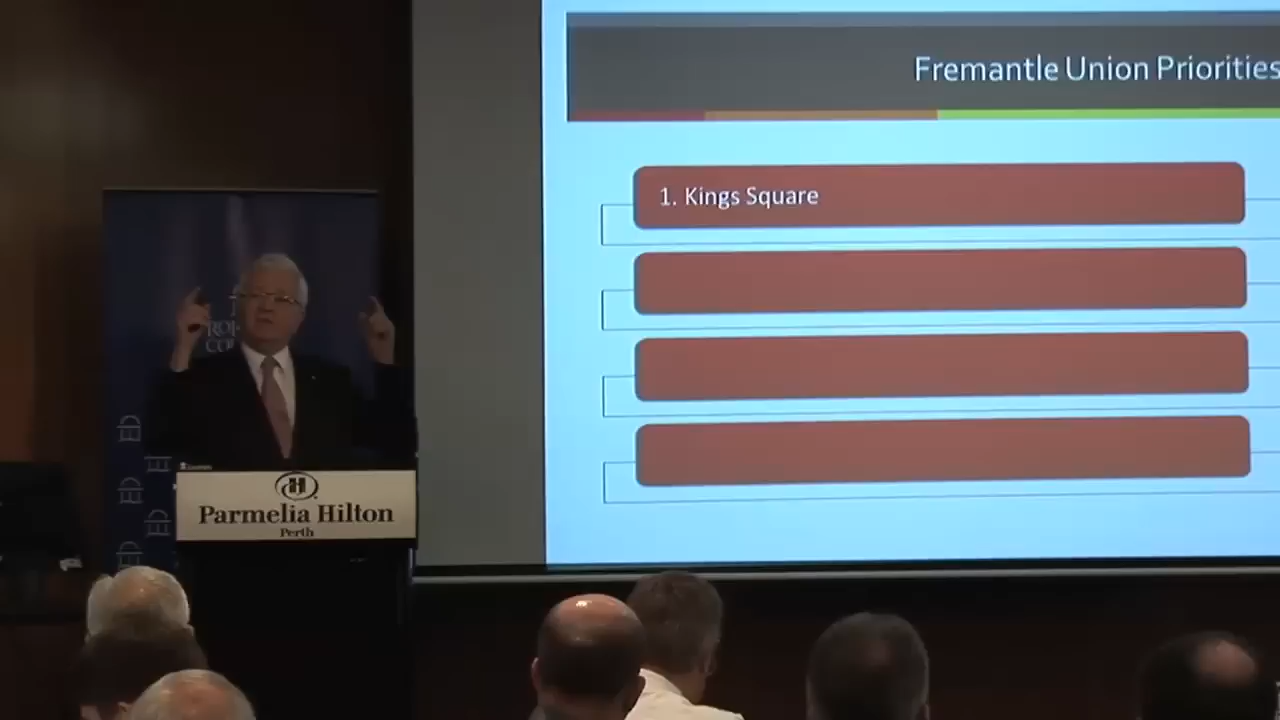 Fremantle Union Priorities
1. Kings Square
H
Parmelia Hilton
Perth